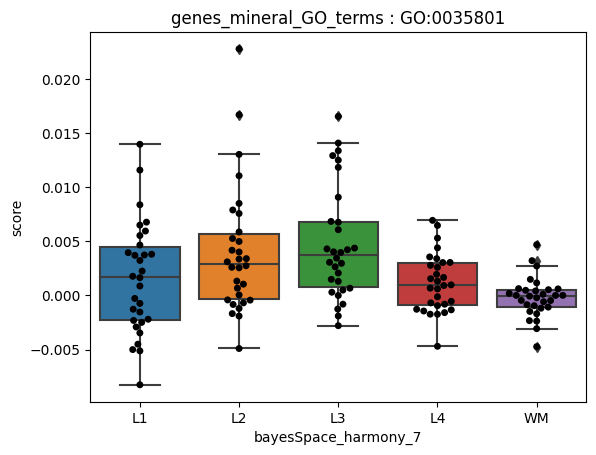 genes_mineral_GO_terms : GO:0035801
score
0.020
0.015
0.010
0.005
0.000
−0.005
L1 L2 L3 L4 WM
bayesSpace_harmony_7